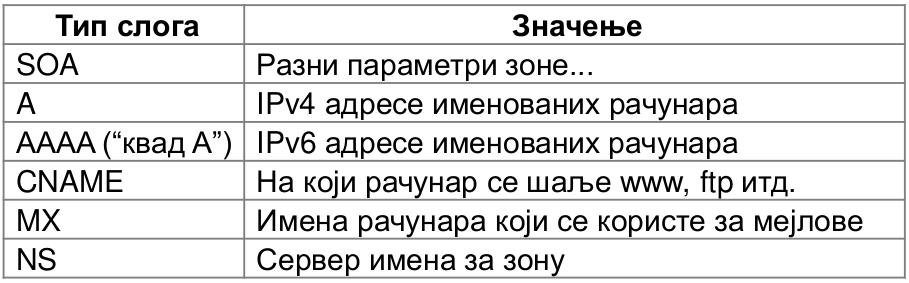 Тип слога Значење
SOA Разни параметри зоне...
A IPv4 адресе именованих рачунара
AAAA (“квад A”) IPv6 адресе именованих рачунара
CNAME На који рачунар се шаље www, ftp итд.
MX Имена рачунара који се користе за мејлове
NS Сервер имена за зону